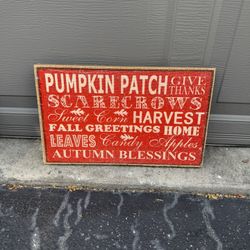 PUMPKIN PATCH GIVE THANKS
SCARECROWS
Sweet Corn HARVEST
FALL GREETINGS HOME
LEAVES Candy Apples
AUTUMN BLESSINGS